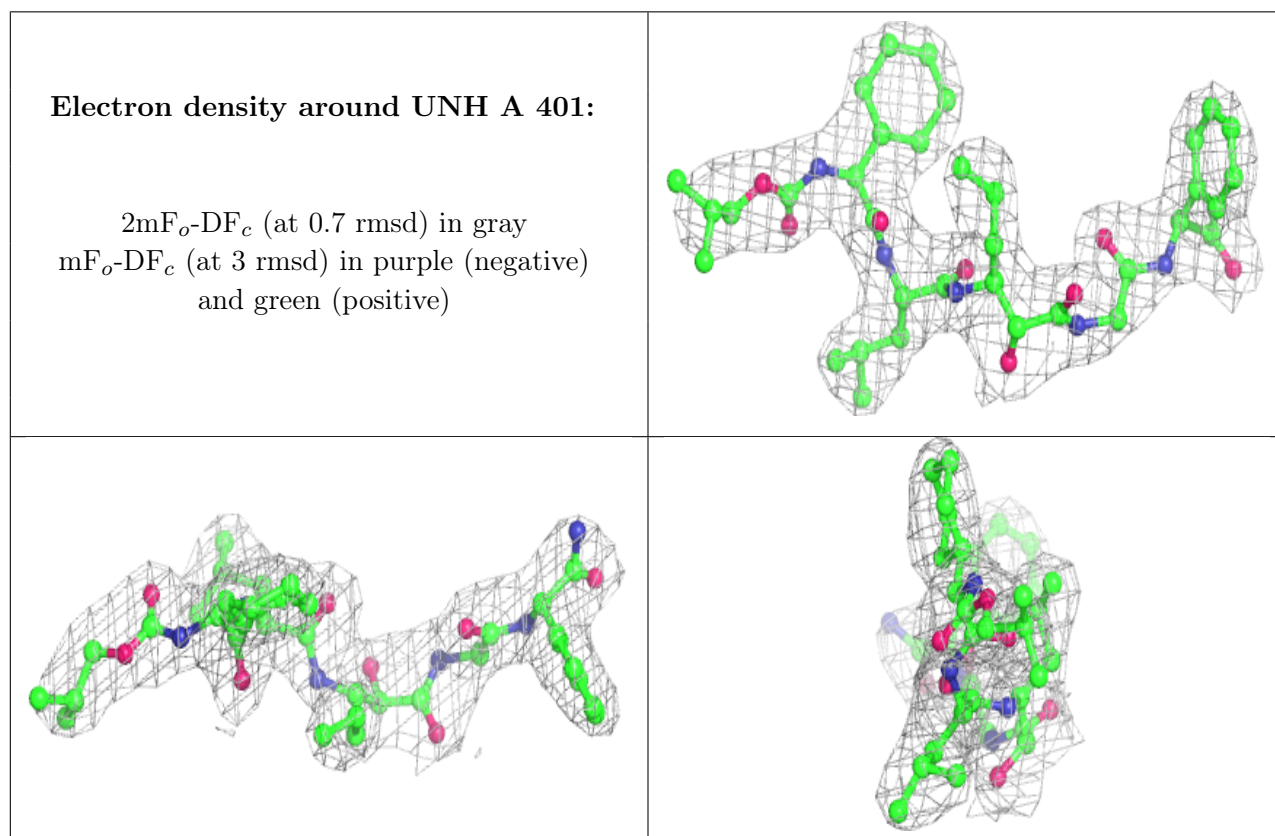 Electron density around UNH A 401:
2mFo-DFc (at 0.7 rmsd) in gray
mFo-DFc (at 3 rmsd) in purple (negative)
and green (positive)